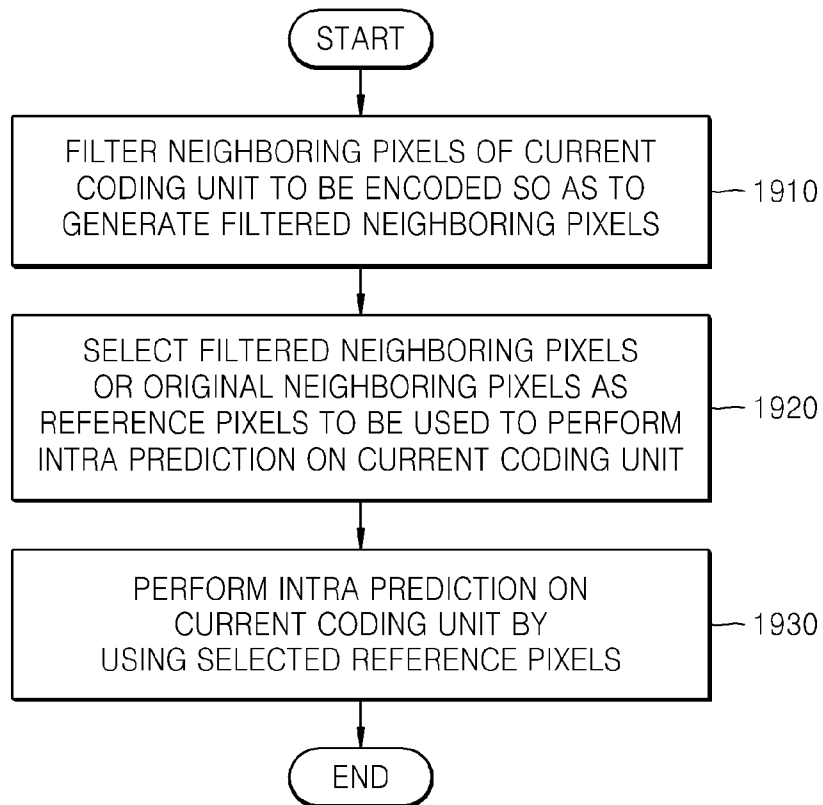 START
FILTER NEIGHBORING PIXELS OF CURRENT
CODING UNIT TO BE ENCODED SO AS TO
GENERATE FILTERED NEIGHBORING PIXELS
1910
SELECT FILTERED NEIGHBORING PIXELS
OR ORIGINAL NEIGHBORING PIXELS AS
REFERENCE PIXELS TO BE USED TO PERFORM
INTRA PREDICTION ON CURRENT CODING UNIT
1920
PERFORM INTRA PREDICTION ON
CURRENT CODING UNIT BY
USING SELECTED REFERENCE PIXELS
1930
END